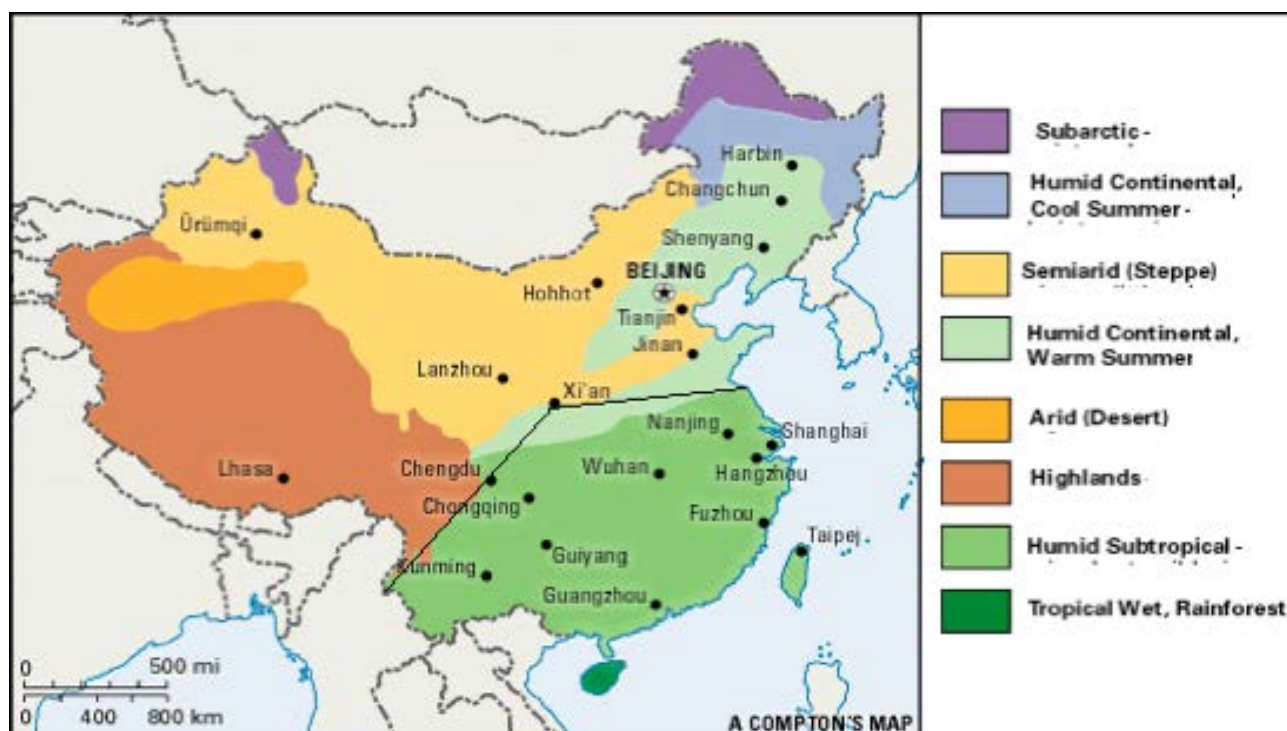 Harbin
Changchun
Ürümqi
Shenyang
BEIJING
Hohhot
Tianjin
Jinan
Lanzhou
Xi'an
Nanjing
Shanghai
Lhasa
Chengdu
Wuhan
Hangzhou
Chongqing
Fuzhou
Taipei
Guiyang
Kunming
Guangzhou
0 500 mi
0 400 800 km
A COMPTON'S MAP
Subarctic -
Humid Continental,
Cool Summer -
Semiarid (Steppe)
Humid Continental,
Warm Summer
Arid (Desert)
Highlands
Humid Subtropical -
Tropical Wet, Rainforest